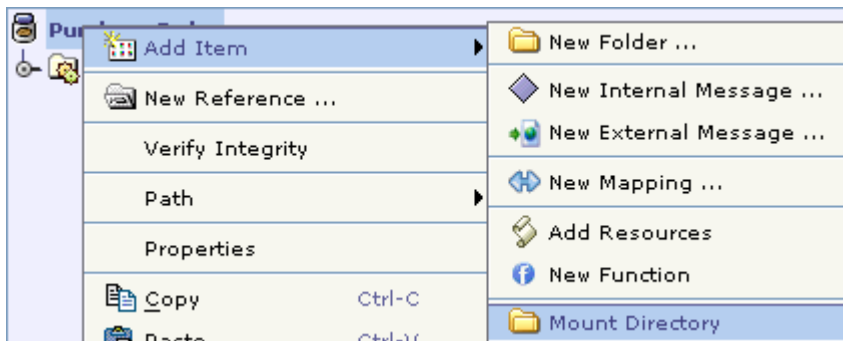 Add Item
New Reference ...
Verify Integrity
Path
Properties
Copy Ctrl-C
New Folder ...
New Internal Message ...
New External Message ...
New Mapping ...
Add Resources
New Function
Mount Directory